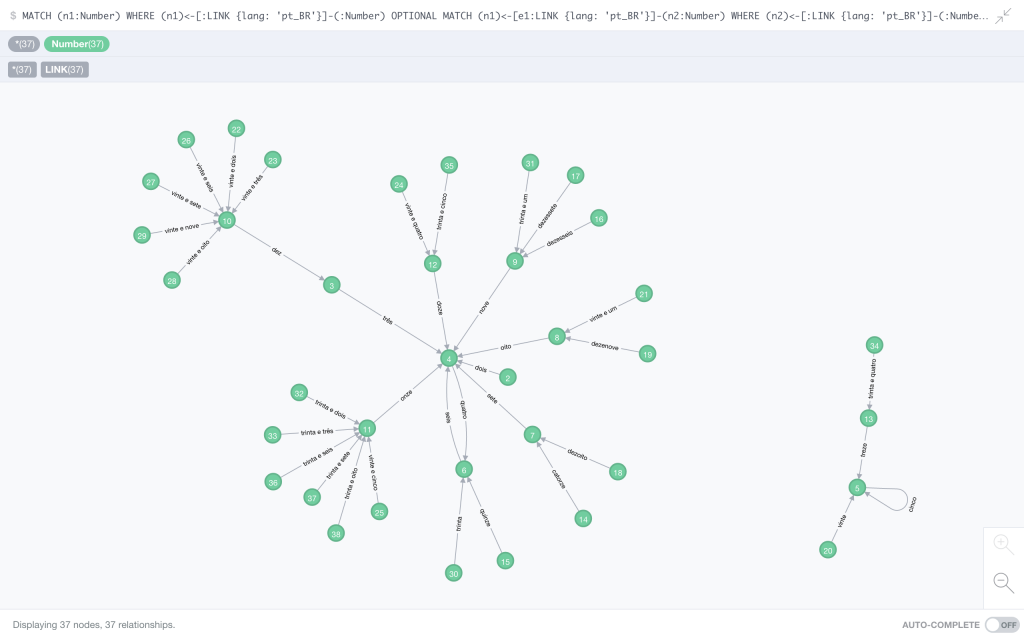 $ MATCH (n1:Number) WHERE (n1)<-[:LINK {lang: 'pt_BR'}]-(:Number) OPTIONAL MATCH (n1)<-[e1:LINK {lang: 'pt_BR'}]-(n2:Number) WHERE (n2)<-[:LINK {lang: 'pt_BR'}]-(:Numbe…
*(37) Number(37)
*(37) LINK(37)
22
26
23
vinte e dois
vinte e seis
vinte e três
27
vinte e sete
10
29
vinte e nove
vinte e oito
28
dez
3
três
35
24
trinta e cinco
vinte e quatro
12
doze
31
17
16
trinta e um
dezessete
dezesseis
9
nove
21
vinte e um
8
oito
dezenove
19
4
dois
2
sete
seis
quatro
onze
32
trinta e dois
11
33
trinta e três
trinta e seis
36
trinta e sete
37
trinta e oito
38
vinte e cinco
25
7
dezoito
18
catorze
14
6
trinta
quinze
30
15
34
trinta e quatro
13
treze
5
cinco
vinte
20
Displaying 37 nodes, 37 relationships.
AUTO-COMPLETE OFF